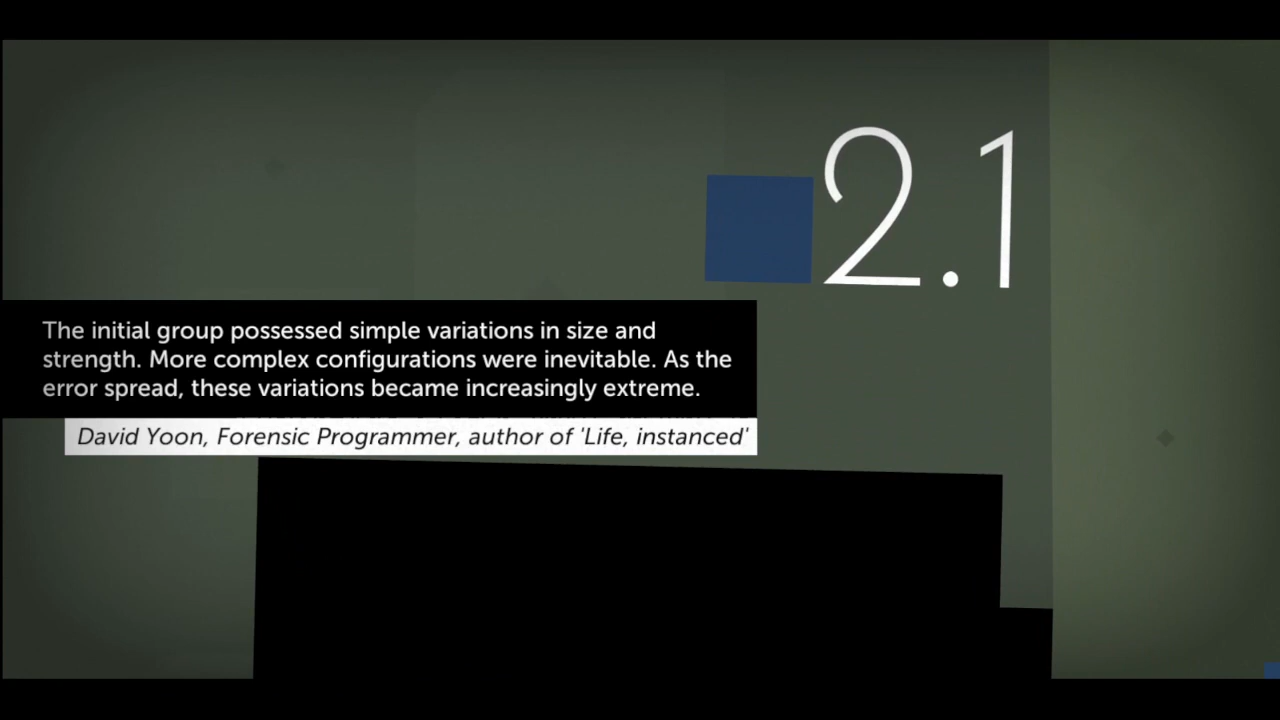 2.1
The initial group possessed simple variations in size and
strength. More complex configurations were inevitable. As the
error spread, these variations became increasingly extreme.
David Yoon, Forensic Programmer, author of 'Life, instanced'